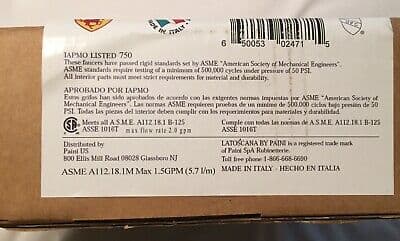 MADE IN ITALY
6 50053 02471 5
IAPMO LISTED 750
These faucets have passed rigid standards set by ASME "American Society of Mechanical Engineers".
ASME standards require testing of a minimum of 500,000 cycles under pressure of 50 PSI.
All interior parts must meet strict requirements for material and durability.
APROBADO POR IAPMO
Estos grifos han sido aprobados de acuerdo con las exigentes normas impuestas por ASME "American Society of
Mechanical Engineers". Las normas ASME requieren pruebas de un mínimo de 500,000 ciclos bajo presión de 50
PSI. Todas las piezas del interior deben cumplir con los requisitos para materiales y durabilidad.
Meets all A.S.M.E. A112.18.1 B-125
ASSE 1016T max flow rate 2.0 gpm
Cumple con todas las normas de A.S.M.E. A112.18.1 B-125
ASSE 1016T
Distributed by
Paini US
800 Ellis Mill Road 08028 Glassboro NJ
LATOSCANA BY PAINI is a registered trade mark
of Paini SpA Robinetterie.
Toll free phone 1-866-668-6690
ASME A112.18.1M Max 1.5GPM (5,7 l/m)
MADE IN ITALY - HECHO EN ITALIA